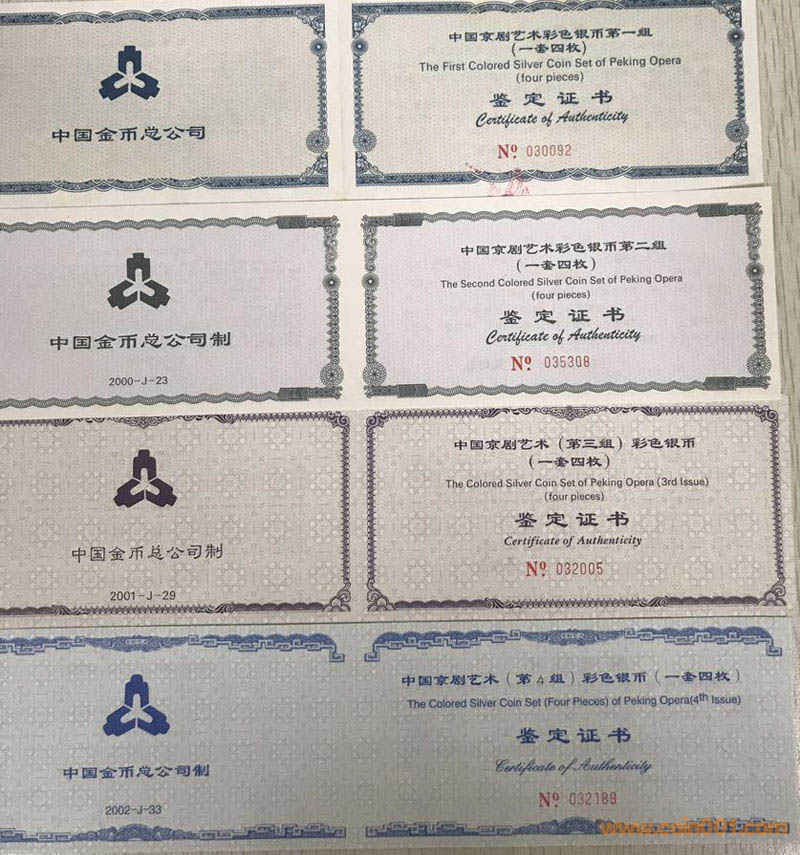 中国金币总公司
中国京剧艺术彩色银币第一组
(一套四枚)
The First Colored Silver Coin Set of Peking Opera
(four pieces)
鉴定证书
Certificate of Authenticity
Nº 030092
中国金币总公司制
2000-J-23
中国京剧艺术彩色银币第二组
(一套四枚)
The Second Colored Silver Coin Set of Peking Opera
(four pieces)
鉴定证书
Certificate of Authenticity
Nº 035308
中国金币总公司制
2001-J-29
中国京剧艺术(第三组)彩色银币
(一套四枚)
The Colored Silver Coin Set of Peking Opera (3rd Issue)
(four pieces)
鉴定证书
Certificate of Authenticity
Nº 032005
中国金币总公司制
2002-J-33
中国京剧艺术(第4组)彩色银币(一套四枚)
The Colored Silver Coin Set (Four Pieces) of Peking Opera(4th Issue)
鉴定证书
Certificate of Authenticity
Nº 032189